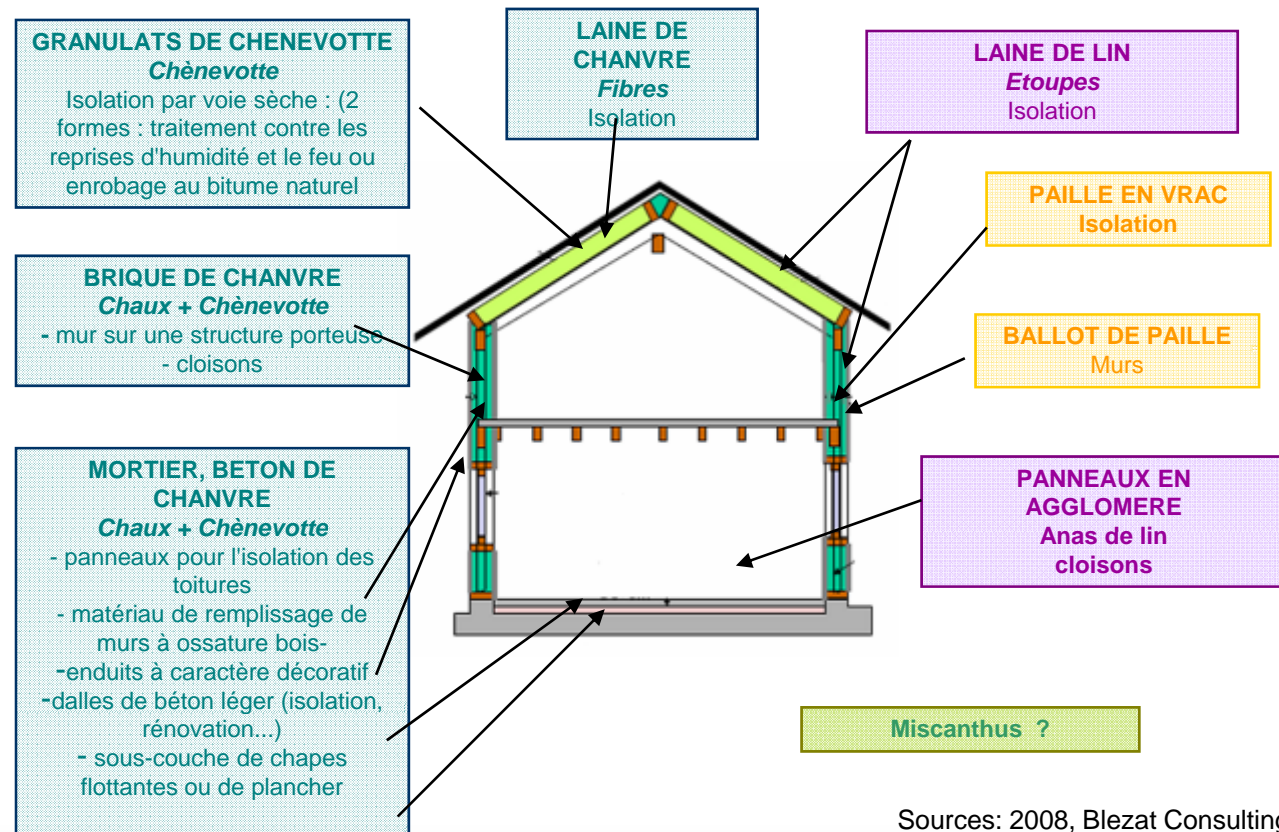 GRANULATS DE CHENEVOTTE
Chènevotte
Isolation par voie sèche : (2
formes : traitement contre les
reprises d'humidité et le feu ou
enrobage au bitume naturel
LAINE DE
CHANVRE
Fibres
Isolation
LAINE DE LIN
Etoupes
Isolation
PAILLE EN VRAC
Isolation
BRIQUE DE CHANVRE
Chaux + Chènevotte
- mur sur une structure porteuse
- cloisons
BALLOT DE PAILLE
Murs
MORTIER, BETON DE
CHANVRE
Chaux + Chènevotte
- panneaux pour l'isolation des
toitures
- matériau de remplissage de
murs à ossature bois-
-enduits à caractère décoratif
-dalles de béton léger (isolation,
rénovation...)
- sous-couche de chapes
flottantes ou de plancher
PANNEAUX EN
AGGLOMERE
Anas de lin
cloisons
Miscanthus ?
Sources: 2008, Blezat Consulting